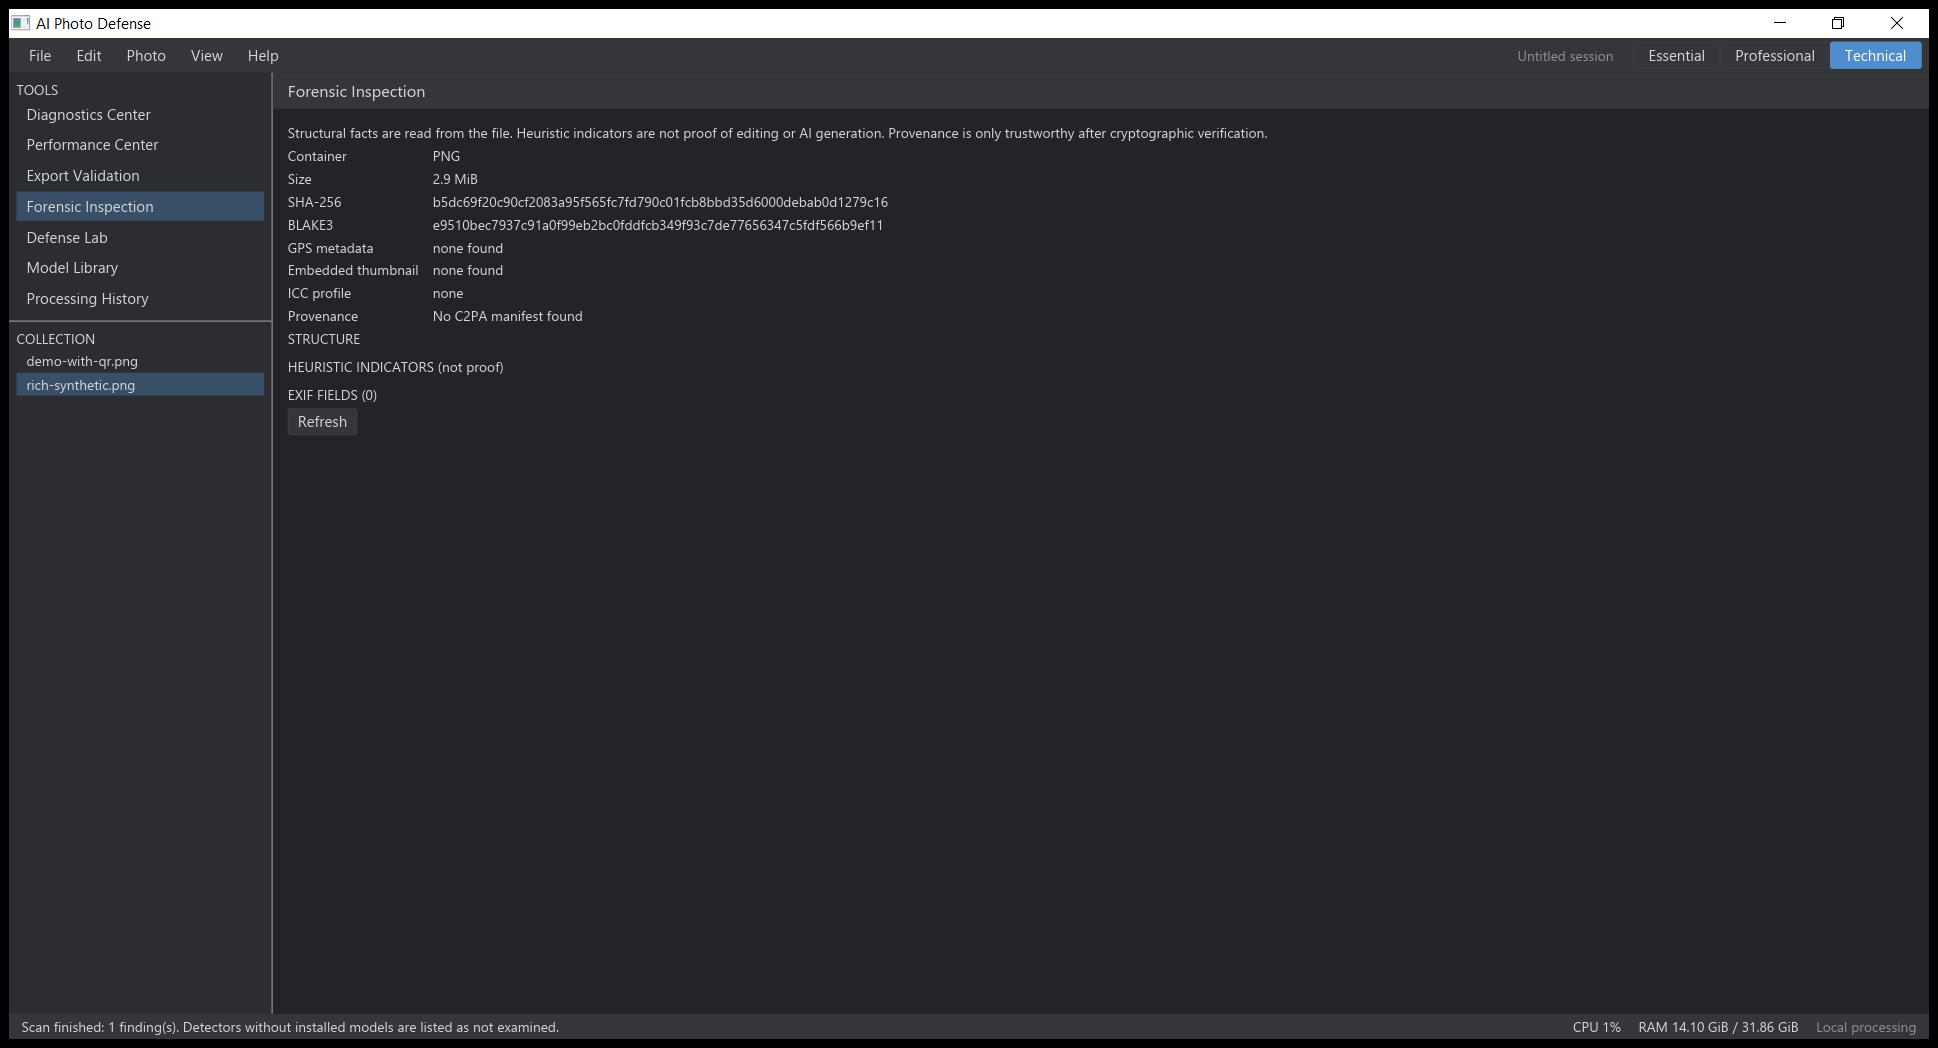 AI Photo Defense
File Edit Photo View Help Untitled session Essential Professional Technical
TOOLS
Diagnostics Center
Performance Center
Export Validation
Forensic Inspection
Defense Lab
Model Library
Processing History
COLLECTION
demo-with-qr.png
rich-synthetic.png
Forensic Inspection
Structural facts are read from the file. Heuristic indicators are not proof of editing or AI generation. Provenance is only trustworthy after cryptographic verification.
Container PNG
Size 2.9 MiB
SHA-256 b5dc69f20c90cf2083a95f565fc7fd790c01fcb8bbd35d6000debab0d1279c16
BLAKE3 e9510bec7937c91a0f99eb2bc0fddfcb349f93c7de77656347c5fdf566b9ef11
GPS metadata none found
Embedded thumbnail none found
ICC profile none
Provenance No C2PA manifest found
STRUCTURE
HEURISTIC INDICATORS (not proof)
EXIF FIELDS (0)
Refresh
Scan finished: 1 finding(s). Detectors without installed models are listed as not examined. CPU 1% RAM 14.10 GiB / 31.86 GiB Local processing